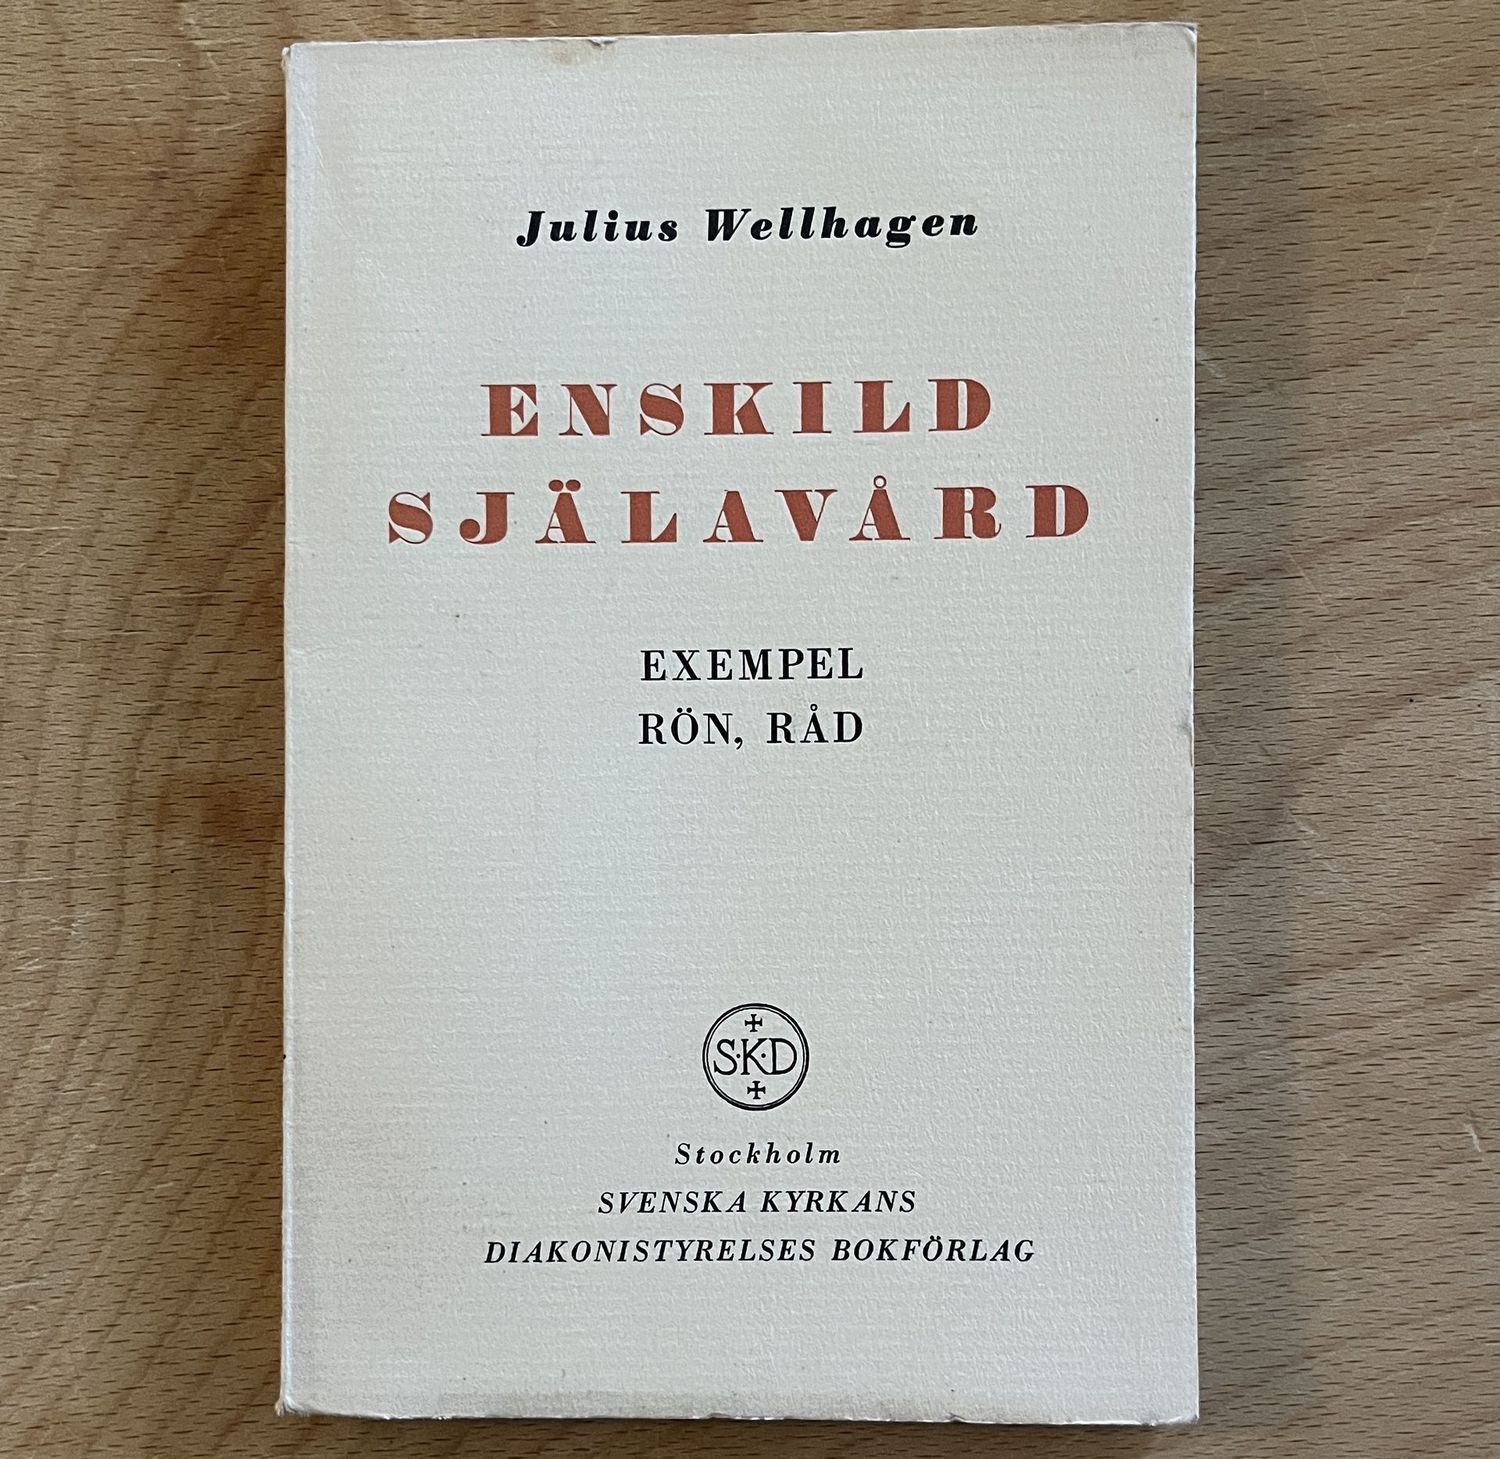 Julius Wellhagen
ENSKILD
SJÄLAVÅRD
EXEMPEL
RÖN, RÅD
S·K·D
Stockholm
SVENSKA KYRKANS
DIAKONISTYRELSES BOKFÖRLAG